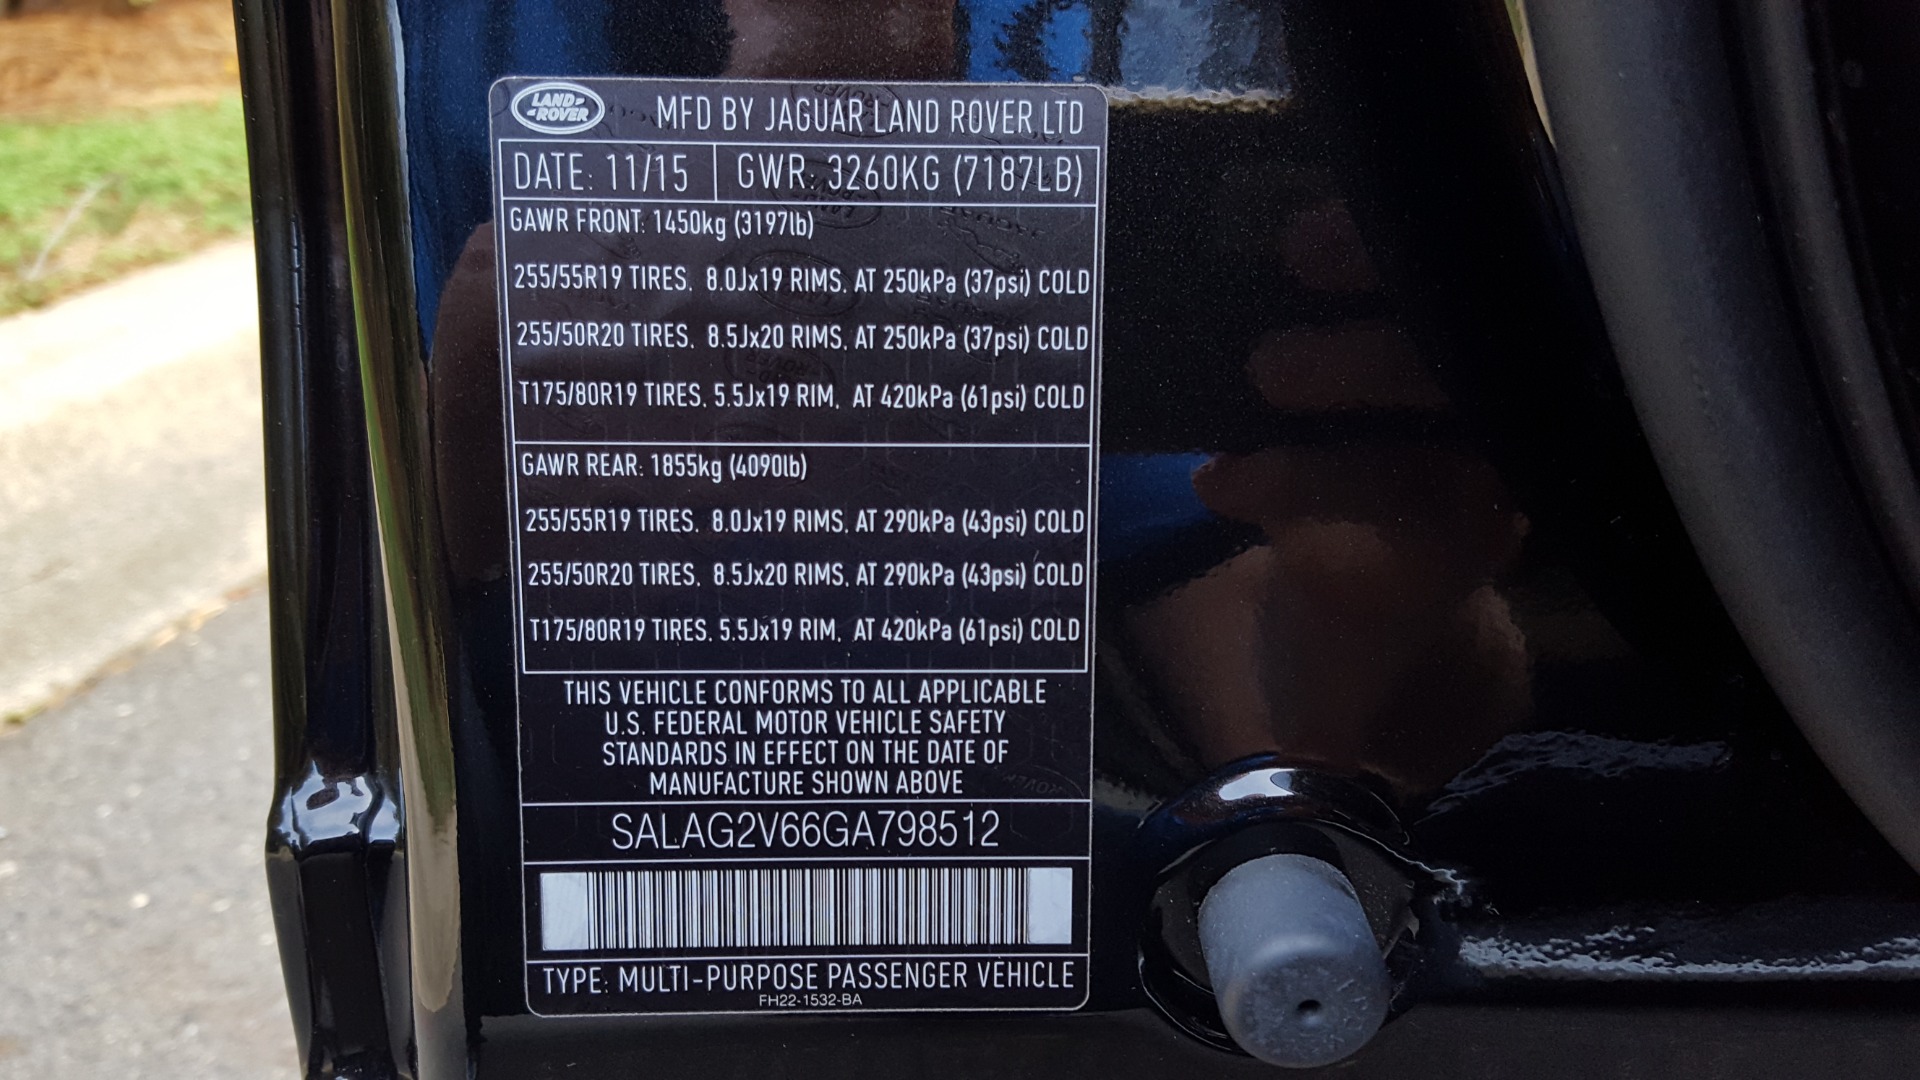 LAND-
-ROVER
MFD BY JAGUAR LAND ROVER LTD
DATE: 11/15 GWR: 3260KG (7187LB)
GAWR FRONT: 1450kg (3197lb)
255/55R19 TIRES, 8.0Jx19 RIMS, AT 250kPa (37psi) COLD
255/50R20 TIRES, 8.5Jx20 RIMS, AT 250kPa (37psi) COLD
T175/80R19 TIRES, 5.5Jx19 RIM, AT 420kPa (61psi) COLD
GAWR REAR: 1855kg (4090lb)
255/55R19 TIRES, 8.0Jx19 RIMS, AT 290kPa (43psi) COLD
255/50R20 TIRES, 8.5Jx20 RIMS, AT 290kPa (43psi) COLD
T175/80R19 TIRES, 5.5Jx19 RIM, AT 420kPa (61psi) COLD
THIS VEHICLE CONFORMS TO ALL APPLICABLE
U.S. FEDERAL MOTOR VEHICLE SAFETY
STANDARDS IN EFFECT ON THE DATE OF
MANUFACTURE SHOWN ABOVE
SALAG2V66GA798512
TYPE: MULTI-PURPOSE PASSENGER VEHICLE
FH22-1532-BA